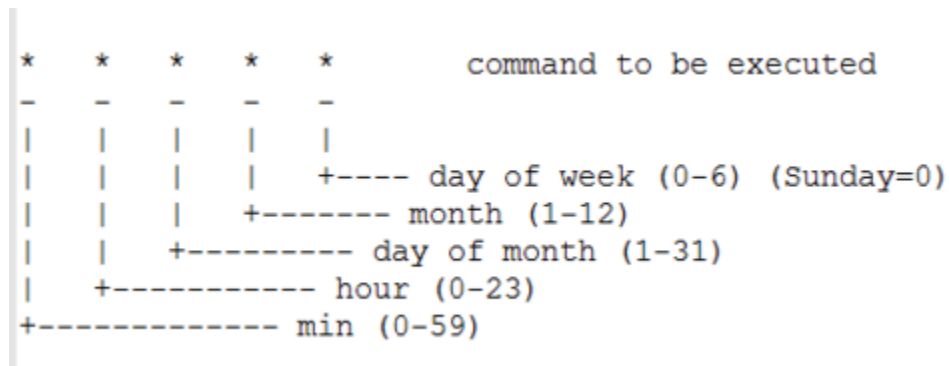 *   *   *   *   *        command to be executed
-   -   -   -   -
|   |   |   |   |
|   |   |   |   +---- day of week (0-6) (Sunday=0)
|   |   |   +------- month (1-12)
|   |   +--------- day of month (1-31)
|   +----------- hour (0-23)
+------------- min (0-59)